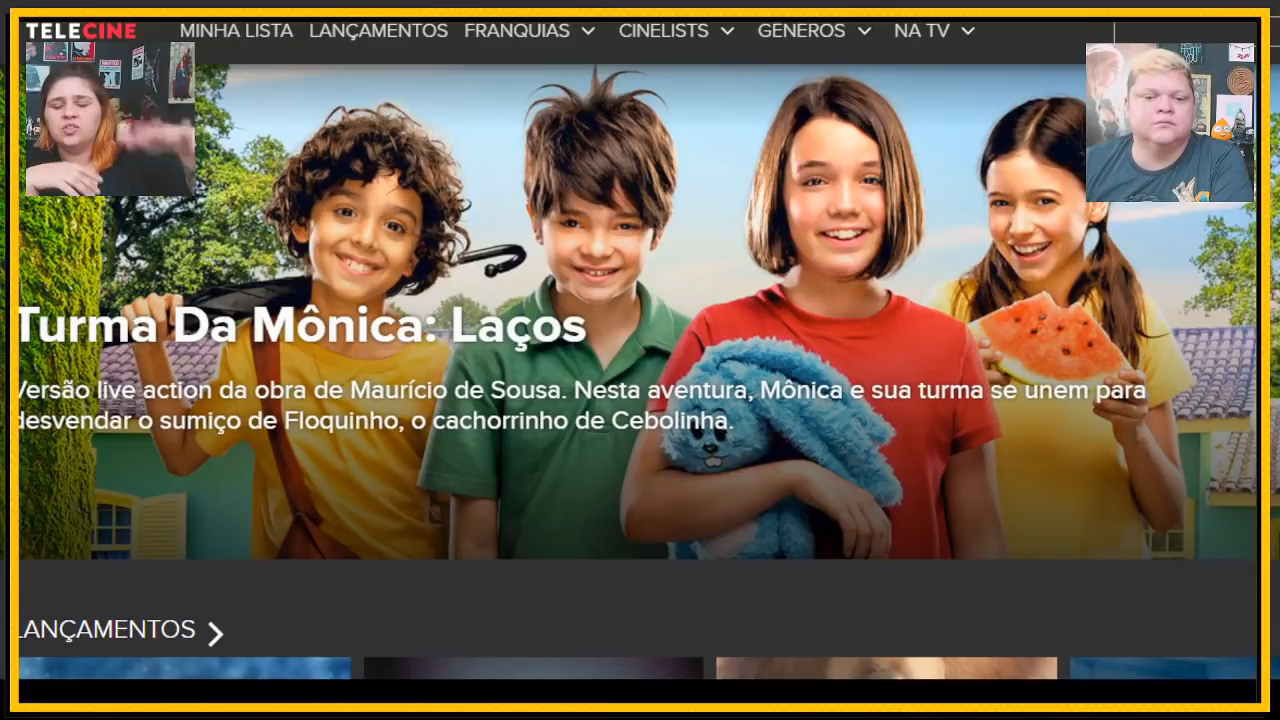 TELECINE MINHA LISTA LANÇAMENTOS FRANQUIAS CINELISTS GÊNEROS NA TV
Turma Da Mônica: Laços
Versão live action da obra de Maurício de Sousa. Nesta aventura, Mônica e sua turma se unem para
desvendar o sumiço de Floquinho, o cachorrinho de Cebolinha.
LANÇAMENTOS